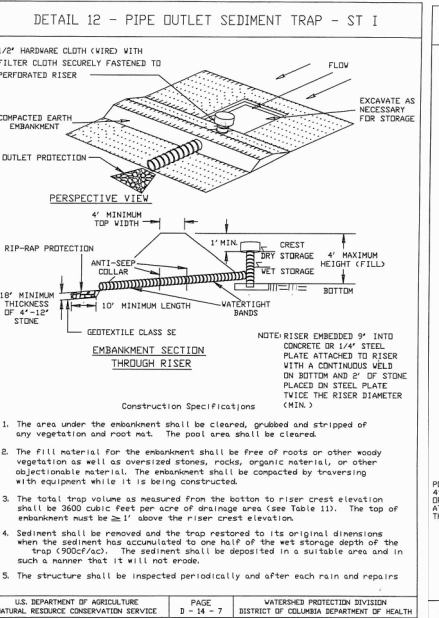 DETAIL 12 - PIPE OUTLET SEDIMENT TRAP - ST I
1/2" HARDWARE CLOTH (WIRE) WITH
FILTER CLOTH SECURELY FASTENED TO
PERFORATED RISER
FLOW
EXCAVATE AS
NECESSARY
FOR STORAGE
COMPACTED EARTH
EMBANKMENT
OUTLET PROTECTION
PERSPECTIVE VIEW
4' MINIMUM
TOP WIDTH
1' MIN.
CREST
DRY STORAGE
WET STORAGE
4' MAXIMUM
HEIGHT (FILL)
RIP-RAP PROTECTION
ANTI-SEEP
COLLAR
BOTTOM
18" MINIMUM
THICKNESS
OF 4"-12"
STONE
10' MINIMUM LENGTH
WATERTIGHT
BANDS
GEOTEXTILE CLASS SE
EMBANKMENT SECTION
THROUGH RISER
NOTE: RISER EMBEDDED 9" INTO
CONCRETE OR 1/4" STEEL
PLATE ATTACHED TO RISER
WITH A CONTINUOUS WELD
ON BOTTOM AND 2' OF STONE
PLACED ON STEEL PLATE
TWICE THE RISER DIAMETER
(MIN.)
Construction Specifications
1. The area under the embankment shall be cleared, grubbed and stripped of
any vegetation and root mat. The pool area shall be cleared.
2. The fill material for the embankment shall be free of roots or other woody
vegetation as well as oversized stones, rocks, organic material, or other
objectionable material. The embankment shall be compacted by traversing
with equipment while it is being constructed.
3. The total trap volume as measured from the bottom to riser crest elevation
shall be 3600 cubic feet per acre of drainage area (see Table 11). The top of
embankment must be ≥ 1' above the riser crest elevation.
4. Sediment shall be removed and the trap restored to its original dimensions
when the sediment has accumulated to one half of the wet storage depth of the
trap (900cf/ac). The sediment shall be deposited in a suitable area and in
such a manner that it will not erode.
5. The structure shall be inspected periodically and after each rain and repairs
U.S. DEPARTMENT OF AGRICULTURE
NATURAL RESOURCE CONSERVATION SERVICE
PAGE
D - 14 - 7
WATERSHED PROTECTION DIVISION
DISTRICT OF COLUMBIA DEPARTMENT OF HEALTH